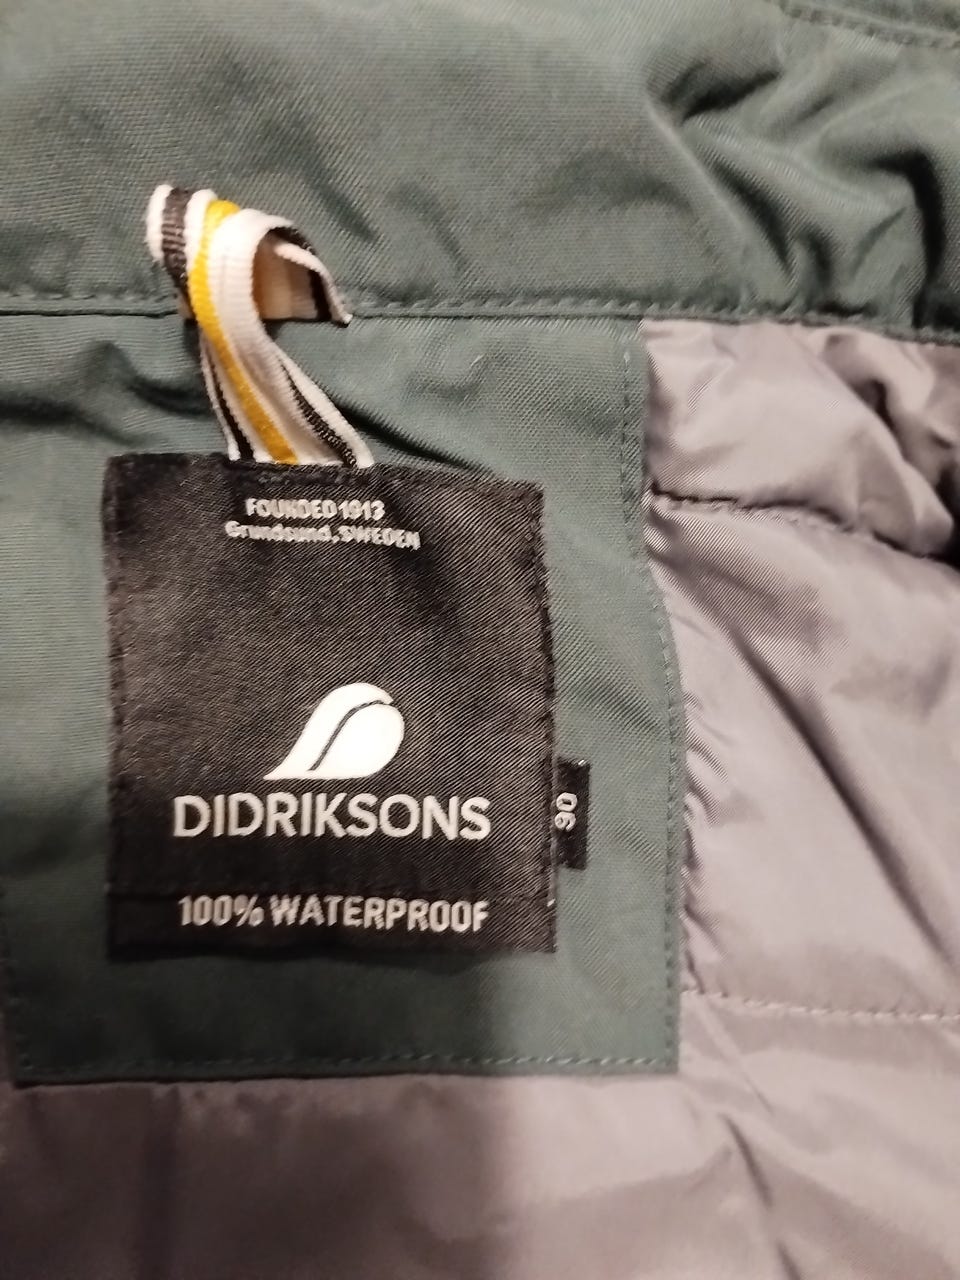 FOUNDED 1913
Grundsund, SWEDEN
DIDRIKSONS
90
100% WATERPROOF